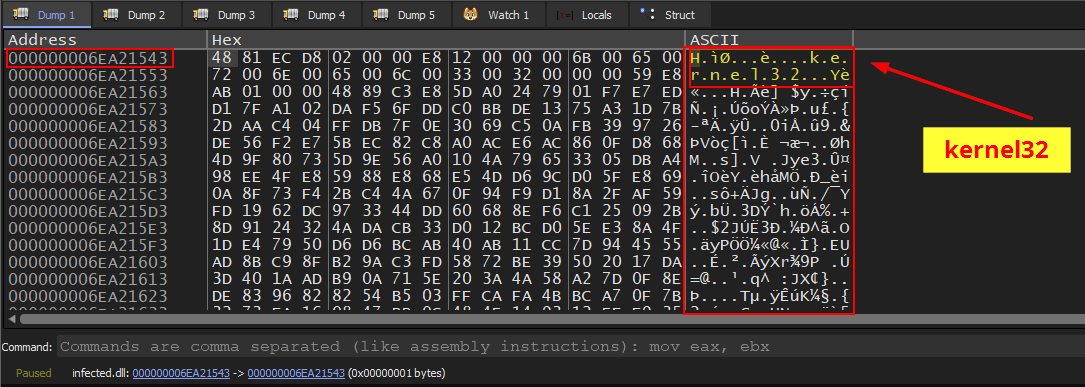 Dump 1 Dump 2 Dump 3 Dump 4 Dump 5 Watch 1 Locals Struct
Address Hex ASCII
000000006EA21543 48 81 EC D8 02 00 00 E8 12 00 00 00 6B 00 65 00 H.ìØ...è....k.e.
000000006EA21553 72 00 6E 00 65 00 6C 00 33 00 32 00 00 00 59 E8 r.n.e.l.3.2...Yè
000000006EA21563 AB 01 00 00 48 89 C3 E8 5D A0 24 79 01 F7 E7 ED «...H.Ãè] $y.÷çí
000000006EA21573 D1 7F A1 02 DA F5 6F DD C0 BB DE 13 75 A3 1D 7B Ñ.¡.ÚõoÝÀ»Þ.u£.{
000000006EA21583 2D AA C4 04 FF DB 7F 0E 30 69 C5 0A FB 39 97 26 -ªÄ.ÿÛ..0iÅ.û9.&
000000006EA21593 DE 56 F2 E7 5B EC 82 C8 A0 AC E6 AC 86 0F D8 68 ÞVòç[ì.È ¬æ¬..Øh
000000006EA215A3 4D 9F 80 73 5D 9E 56 A0 10 4A 79 65 33 05 DB A4 M..s].V .Jye3.Û¤
000000006EA215B3 98 EE 4F E8 59 88 E8 68 E5 4D D6 9C D0 5F E8 69 .îOèY.èhåMÖ.Ð_èi
000000006EA215C3 0A 8F 73 F4 2B C4 4A 67 0F 94 F9 D1 8A 2F AF 59 ..sô+ÄJg..ùÑ./¯Y
000000006EA215D3 FD 19 62 DC 97 33 44 DD 60 68 8E F6 C1 25 09 2B ý.bÜ.3DÝ`h.öÁ%.+
000000006EA215E3 8D 91 24 32 4A DA CB 33 D0 12 BC D0 5E E3 8A 4F ..$2JÚË3Ð.¼Ð^ã.O
000000006EA215F3 1D E4 79 50 D6 D6 BC AB 40 AB 11 CC 7D 94 45 55 .äyPÖÖ¼«@«.Ì}.EU
000000006EA21603 AD 8B C9 8F B2 9A C3 FD 58 72 BE 39 50 20 17 DA .É.².ÃýXr¾9P .Ú
000000006EA21613 3D 40 1A AD B9 0A 71 5E 20 3A 4A 58 A2 7D 0F 8E =@..¹.q^ :JX¢}..
000000006EA21623 DE 83 96 82 82 54 B5 03 FF CA FA 4B BC A7 0F 7B Þ....Tµ.ÿÊúK¼§.{
kernel32
Command: Commands are comma separated (like assembly instructions): mov eax, ebx
Paused infected.dll: 000000006EA21543 -> 000000006EA21543 (0x00000001 bytes)